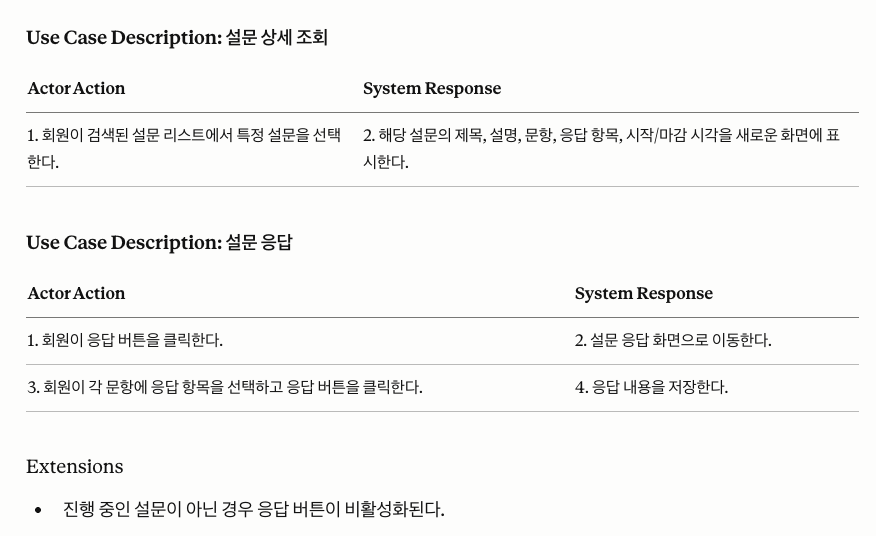 Use Case Description: 설문 상세 조회
Actor Action System Response
1. 회원이 검색된 설문 리스트에서 특정 설문을 선택 2. 해당 설문의 제목, 설명, 문항, 응답 항목, 시작/마감 시각을 새로운 화면에 표
한다. 시한다.
Use Case Description: 설문 응답
Actor Action System Response
1. 회원이 응답 버튼을 클릭한다. 2. 설문 응답 화면으로 이동한다.
3. 회원이 각 문항에 응답 항목을 선택하고 응답 버튼을 클릭한다. 4. 응답 내용을 저장한다.
Extensions
• 진행 중인 설문이 아닌 경우 응답 버튼이 비활성화된다.